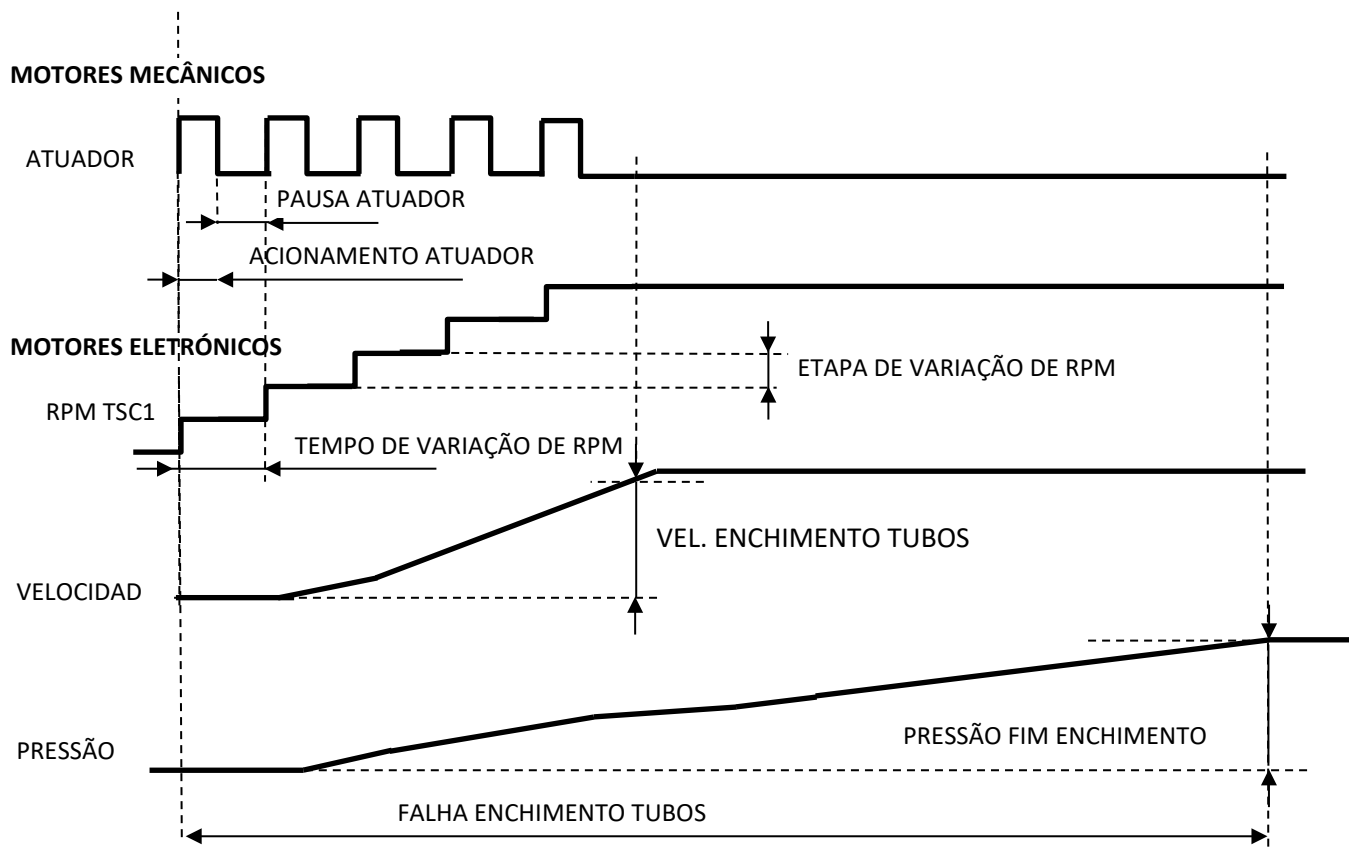 MOTORES MECÂNICOS
ATUADOR
PAUSA ATUADOR
ACIONAMENTO ATUADOR
MOTORES ELETRÓNICOS
ETAPA DE VARIAÇÃO DE RPM
RPM TSC1
TEMPO DE VARIAÇÃO DE RPM
VEL. ENCHIMENTO TUBOS
VELOCIDAD
PRESSÃO FIM ENCHIMENTO
PRESSÃO
FALHA ENCHIMENTO TUBOS